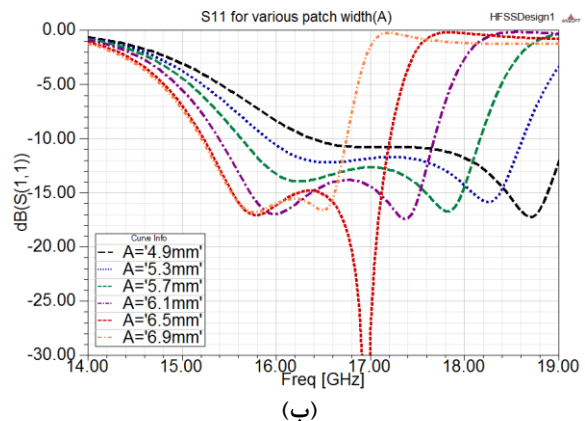 S11 for various patch width(A)
HFSSDesign1
ANSOFT
0.00
-5.00
-10.00
-15.00
-20.00
-25.00
-30.00
dB(S(1,1))
Curve Info
A='4.9mm'
A='5.3mm'
A='5.7mm'
A='6.1mm'
A='6.5mm'
A='6.9mm'
14.00 15.00 16.00 17.00 18.00 19.00
Freq [GHz]
(ب)